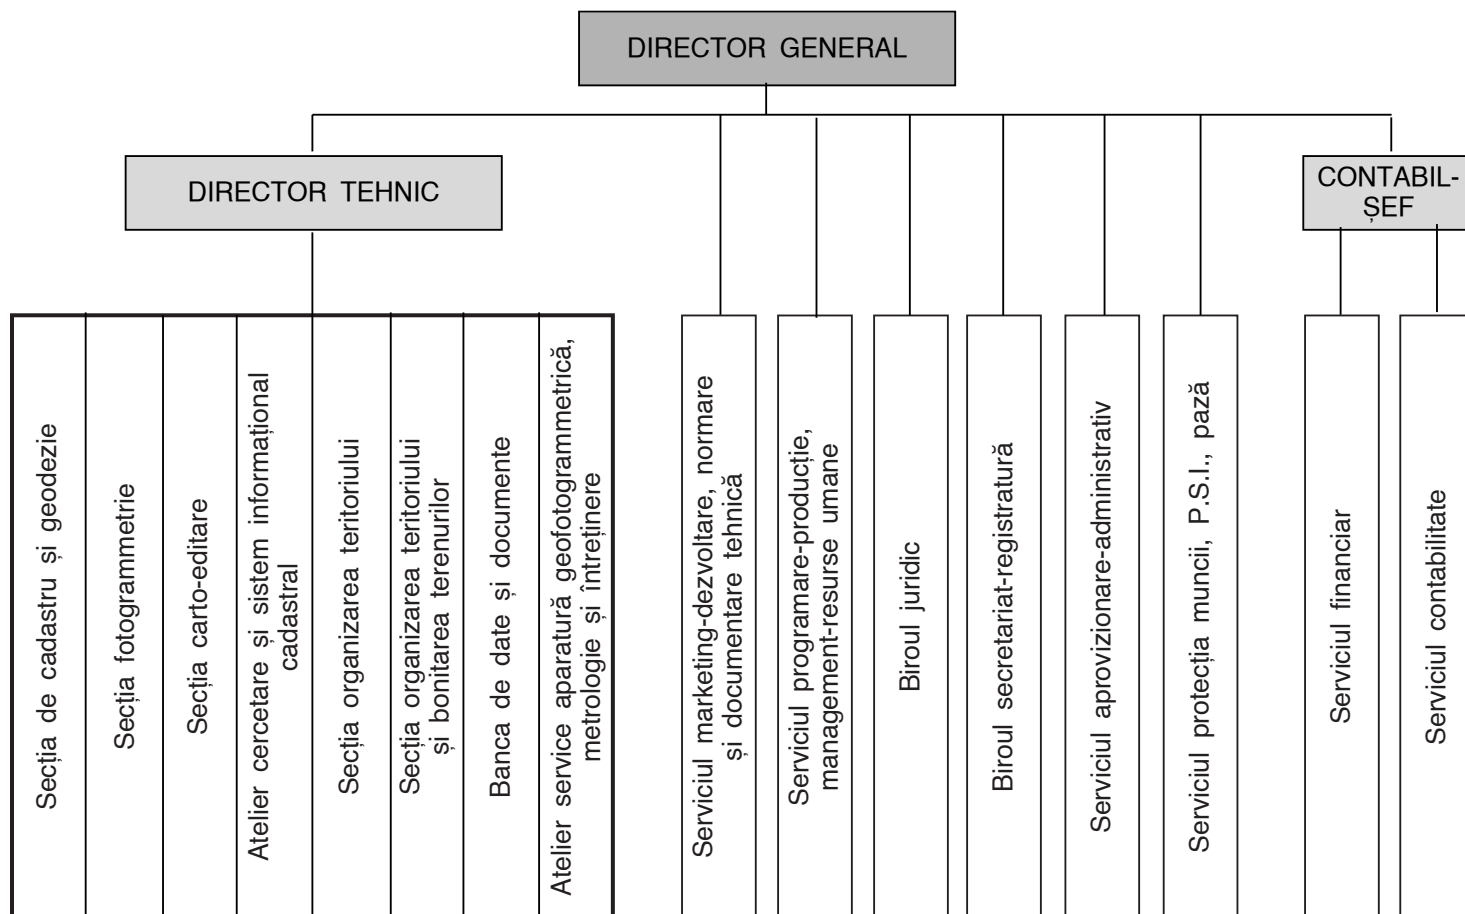 DIRECTOR GENERAL
DIRECTOR TEHNIC
CONTABIL-
ȘEF
Secția de cadastru și geodezie
Secția fotogrammetrie
Secția carto-editare
Atelier cercetare și sistem informațional
cadastral
Secția organizarea teritoriului
Secția organizarea teritoriului
și bonitarea terenurilor
Banca de date și documente
Atelier service aparatură geofotogrammetrică,
metrologie și întreținere
Serviciul marketing-dezvoltare, normare
și documentare tehnică
Serviciul programare-producție,
management-resurse umane
Biroul juridic
Biroul secretariat-registratură
Serviciul aprovizionare-administrativ
Serviciul protecția muncii, P.S.I., pază
Serviciul financiar
Serviciul contabilitate